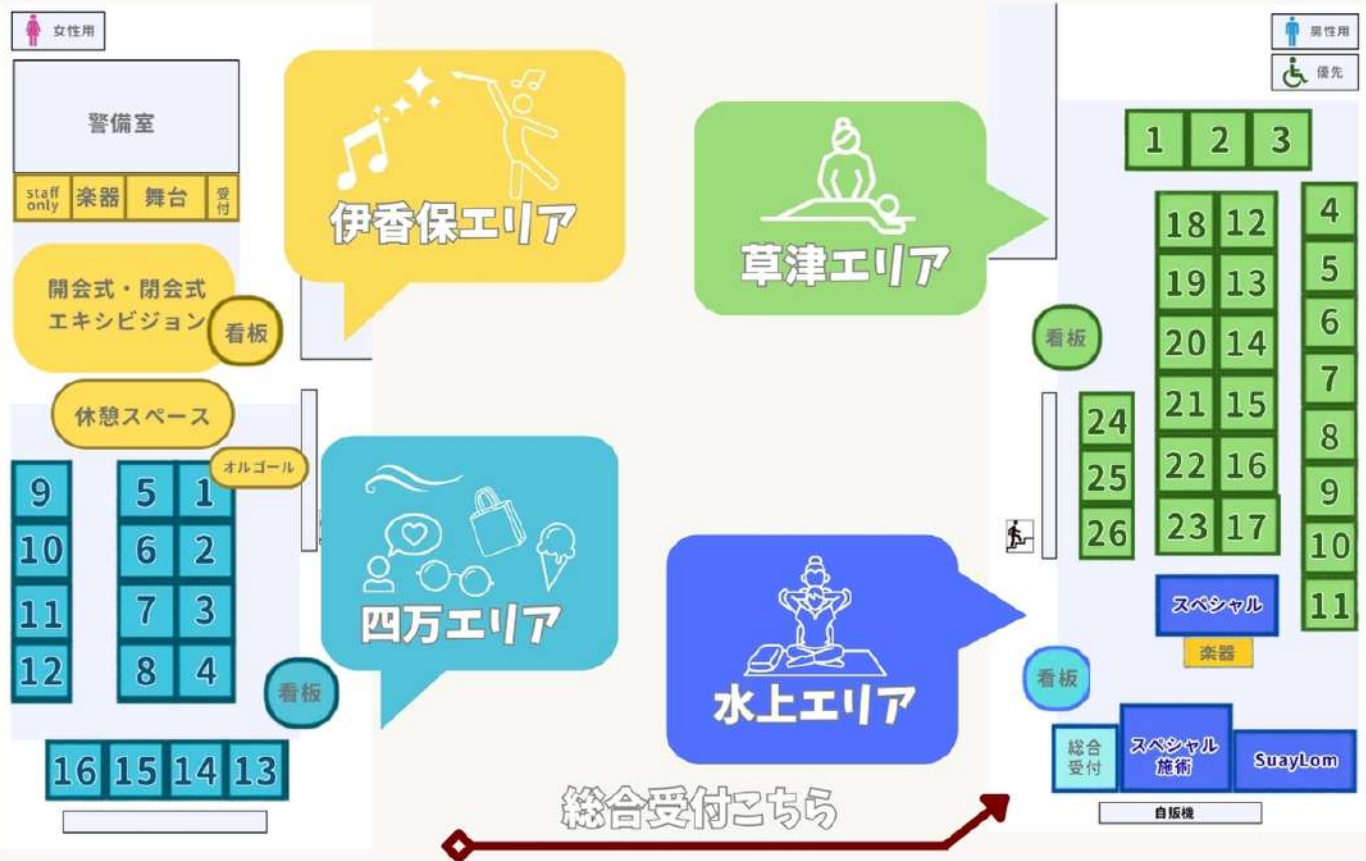 女性用
警備室
staff only
楽器
舞台
受付
開会式・閉会式
エキシビジョン
看板
休憩スペース
オルゴール
伊香保エリア
9
10
11
12
5
6
7
8
1
2
3
4
看板
16
15
14
13
四万エリア
男性用
優先
草津エリア
1
2
3
4
5
6
7
8
9
10
11
18
19
20
21
22
23
12
13
14
15
16
17
看板
24
25
26
スペシャル
楽器
水上エリア
看板
総合
受付
スペシャル
施術
SuayLom
自販機
総合受付こちら